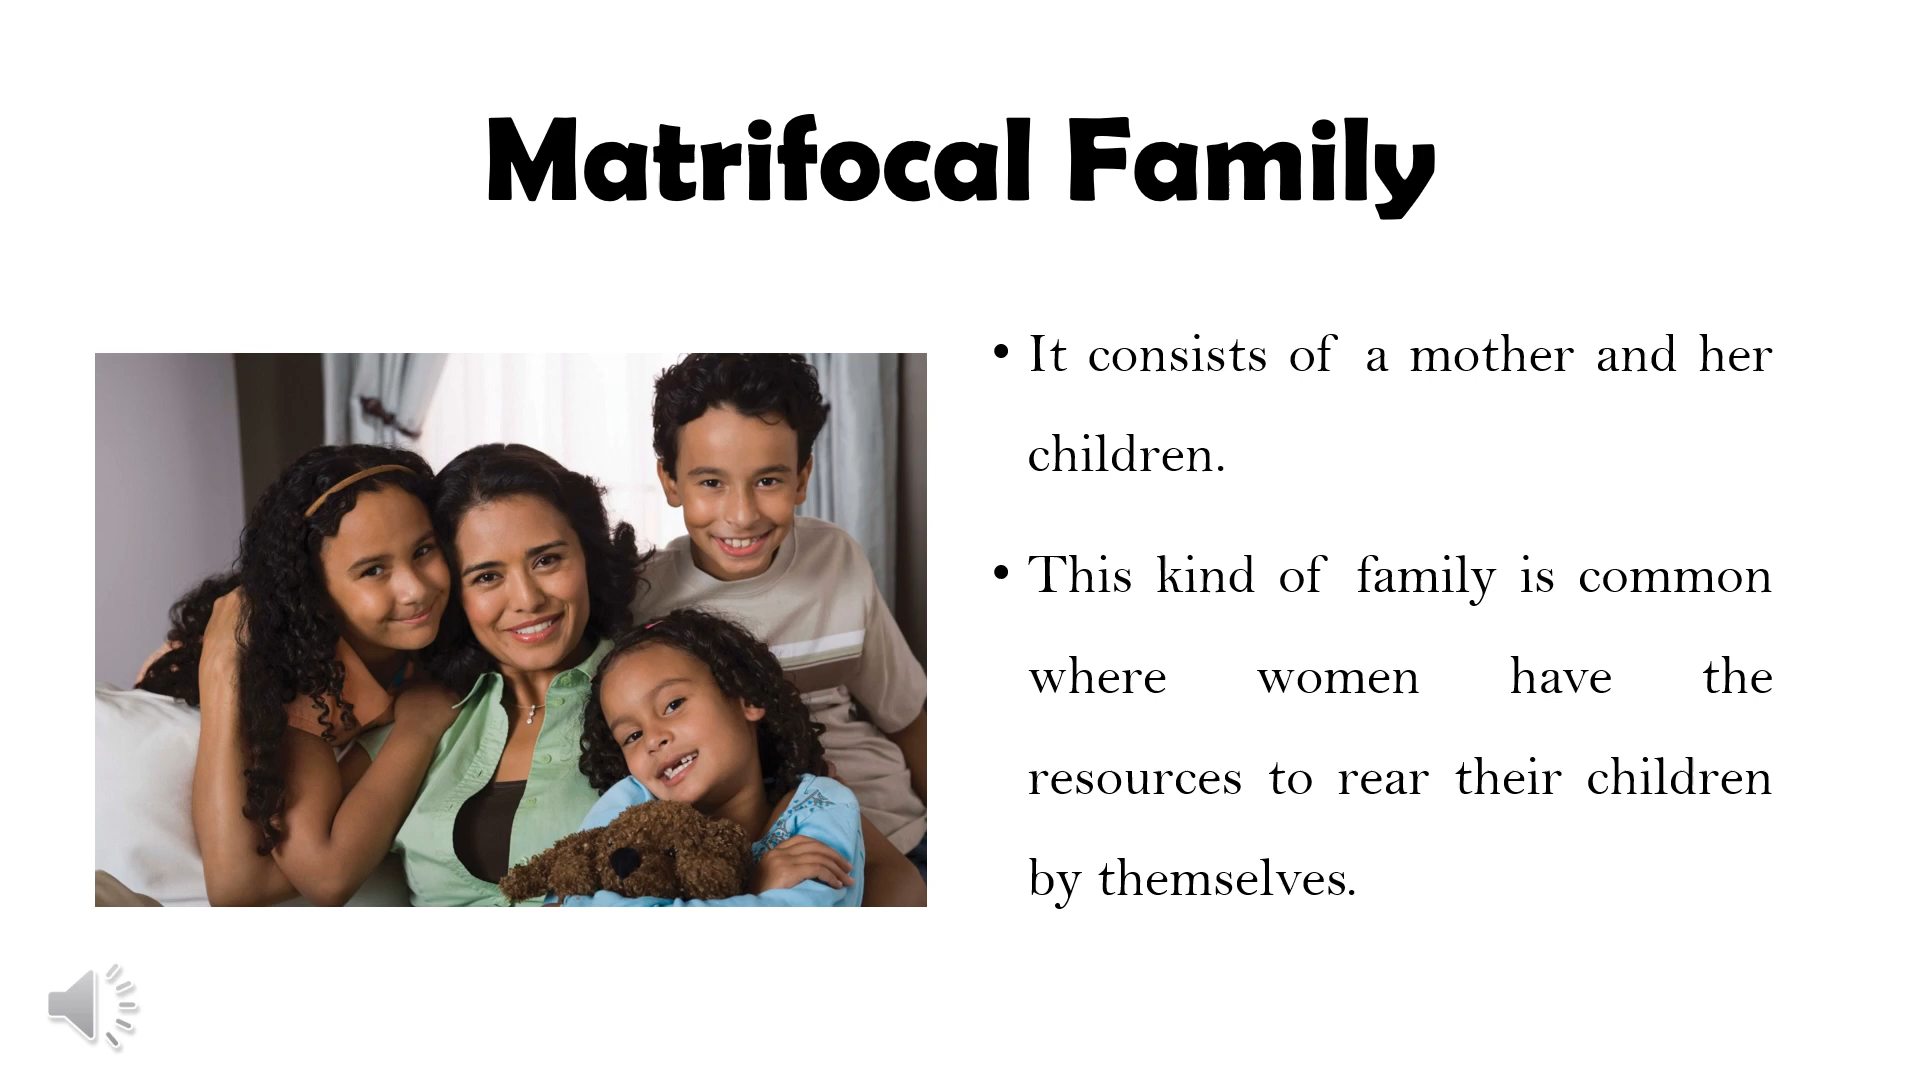 Matrifocal Family
• It consists of a mother and her
children.
• This kind of family is common
where women have the
resources to rear their children
by themselves.